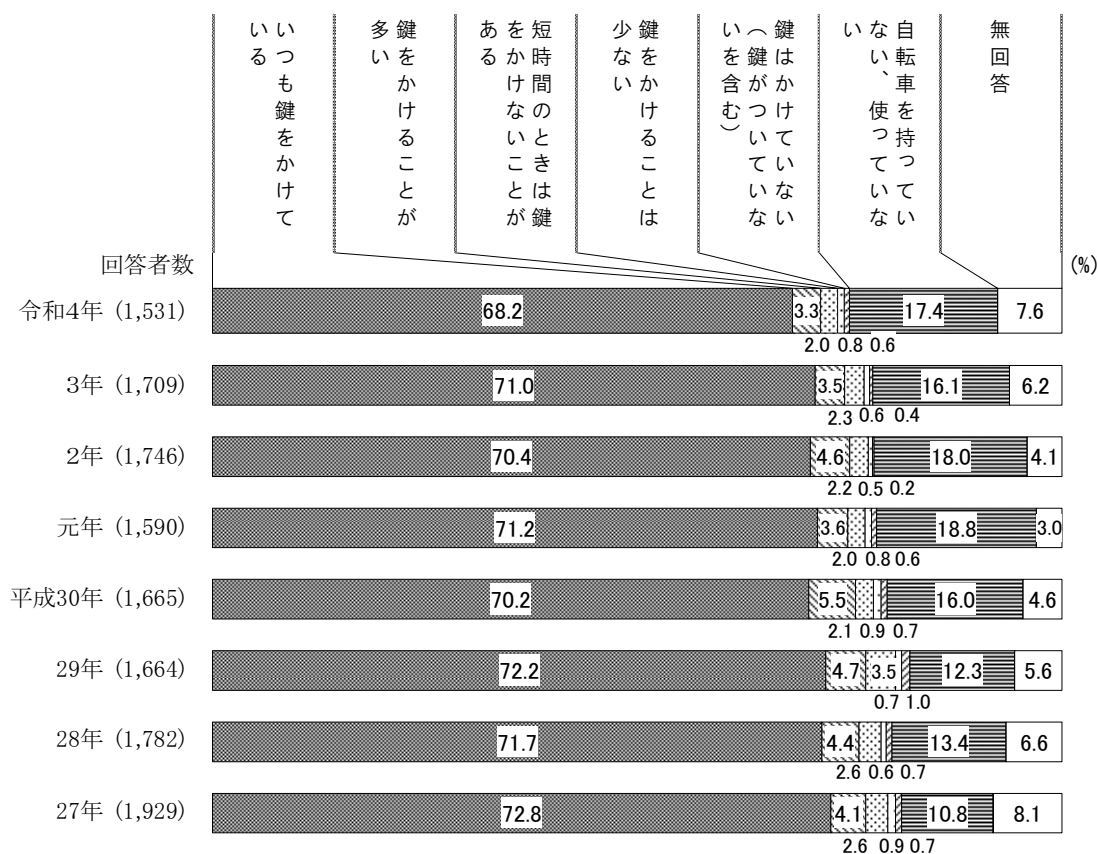 いつも鍵をかけて
いる
鍵をかけることが
多い
短時間のときは鍵
をかけないことが
ある
鍵をかけることは
少ない
鍵はかけていない
（鍵がついていな
いを含む）
自転車を持ってい
ない、使っていな
い
無回答
回答者数
(%)
令和4年 (1,531) 68.2 3.3 17.4 7.6
2.0 0.8 0.6
3年 (1,709) 71.0 3.5 16.1 6.2
2.3 0.6 0.4
2年 (1,746) 70.4 4.6 18.0 4.1
2.2 0.5 0.2
元年 (1,590) 71.2 3.6 18.8 3.0
2.0 0.8 0.6
平成30年 (1,665) 70.2 5.5 16.0 4.6
2.1 0.9 0.7
29年 (1,664) 72.2 4.7 3.5 12.3 5.6
0.7 1.0
28年 (1,782) 71.7 4.4 13.4 6.6
2.6 0.6 0.7
27年 (1,929) 72.8 4.1 10.8 8.1
2.6 0.9 0.7